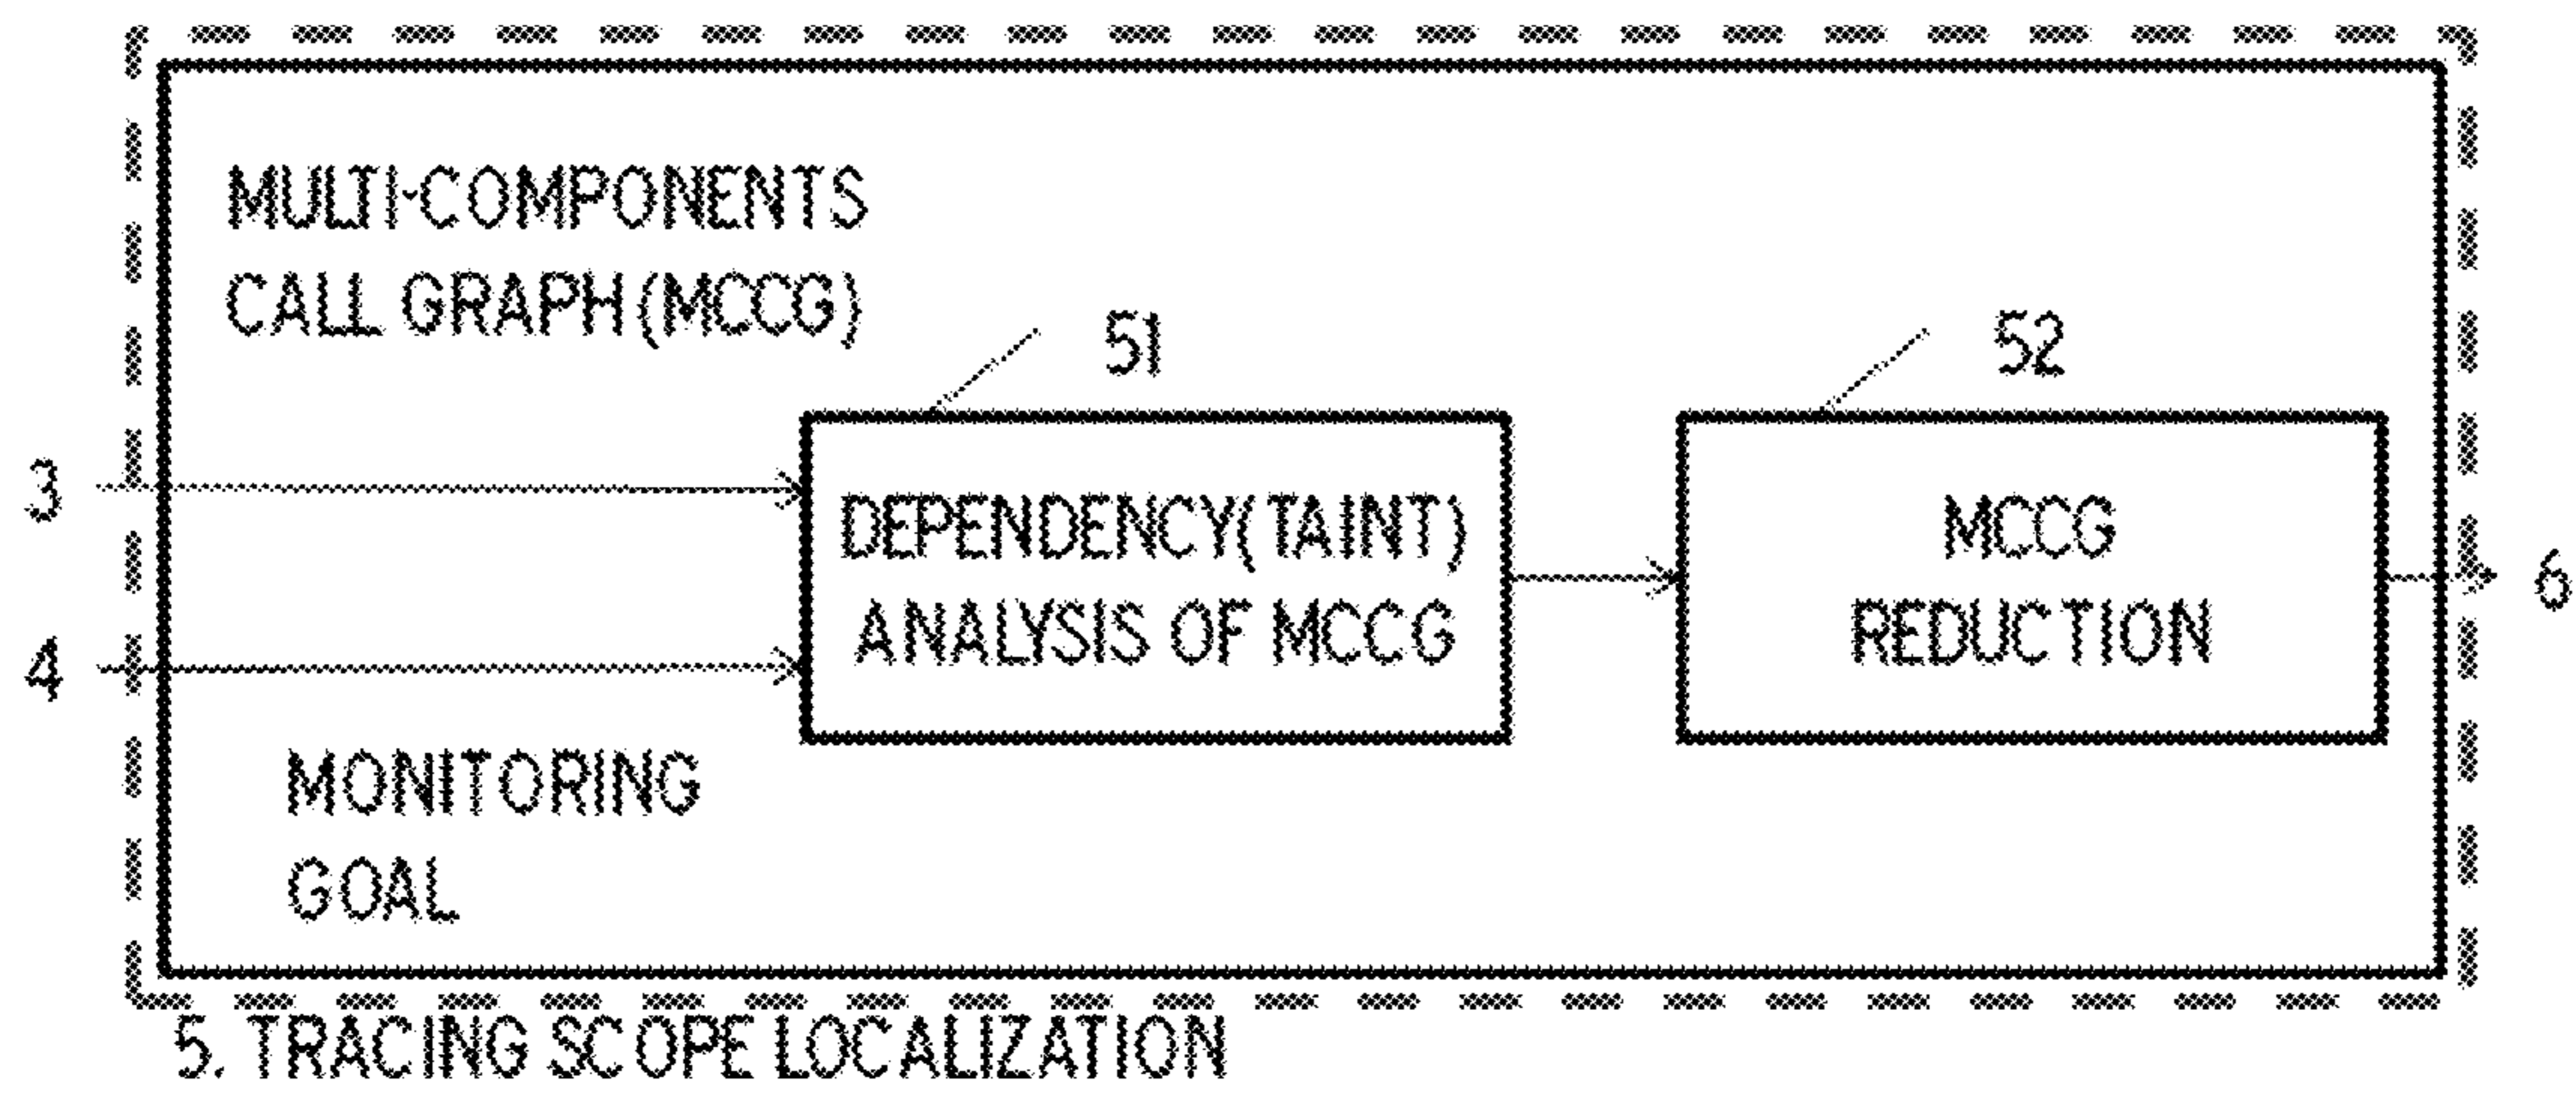 MULTI-COMPONENTS
CALL GRAPH(MCCG)
51
52
3
DEPENDENCY(TAINT)
ANALYSIS OF MCCG
MCCG
REDUCTION
6
4
MONITORING
GOAL
5. TRACING SCOPE LOCALIZATION